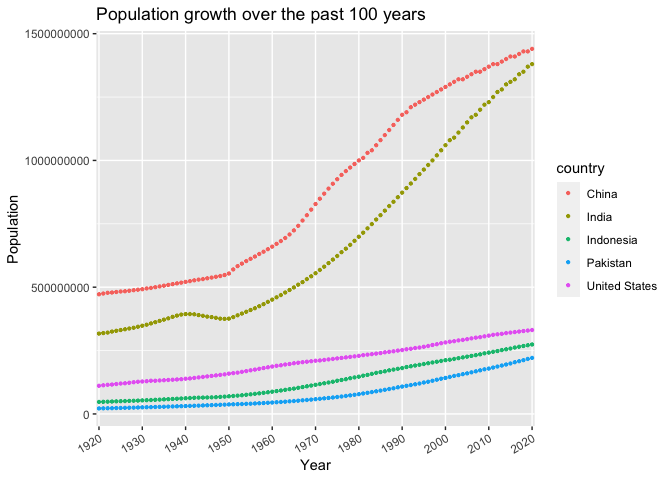 Population growth over the past 100 years
Population
1500000000
1000000000
500000000
0
1920 1930 1940 1950 1960 1970 1980 1990 2000 2010 2020
Year
country
China
India
Indonesia
Pakistan
United States